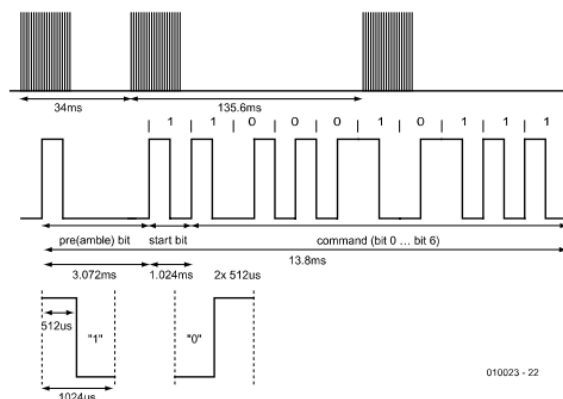 34ms
135.6ms
1 1 0 0 0 1 0 1 1 1
pre(amble) bit start bit command (bit 0 ... bit 6)
13.8ms
3.072ms 1.024ms 2x 512us
512us "1" "0"
1024us
010023 - 22